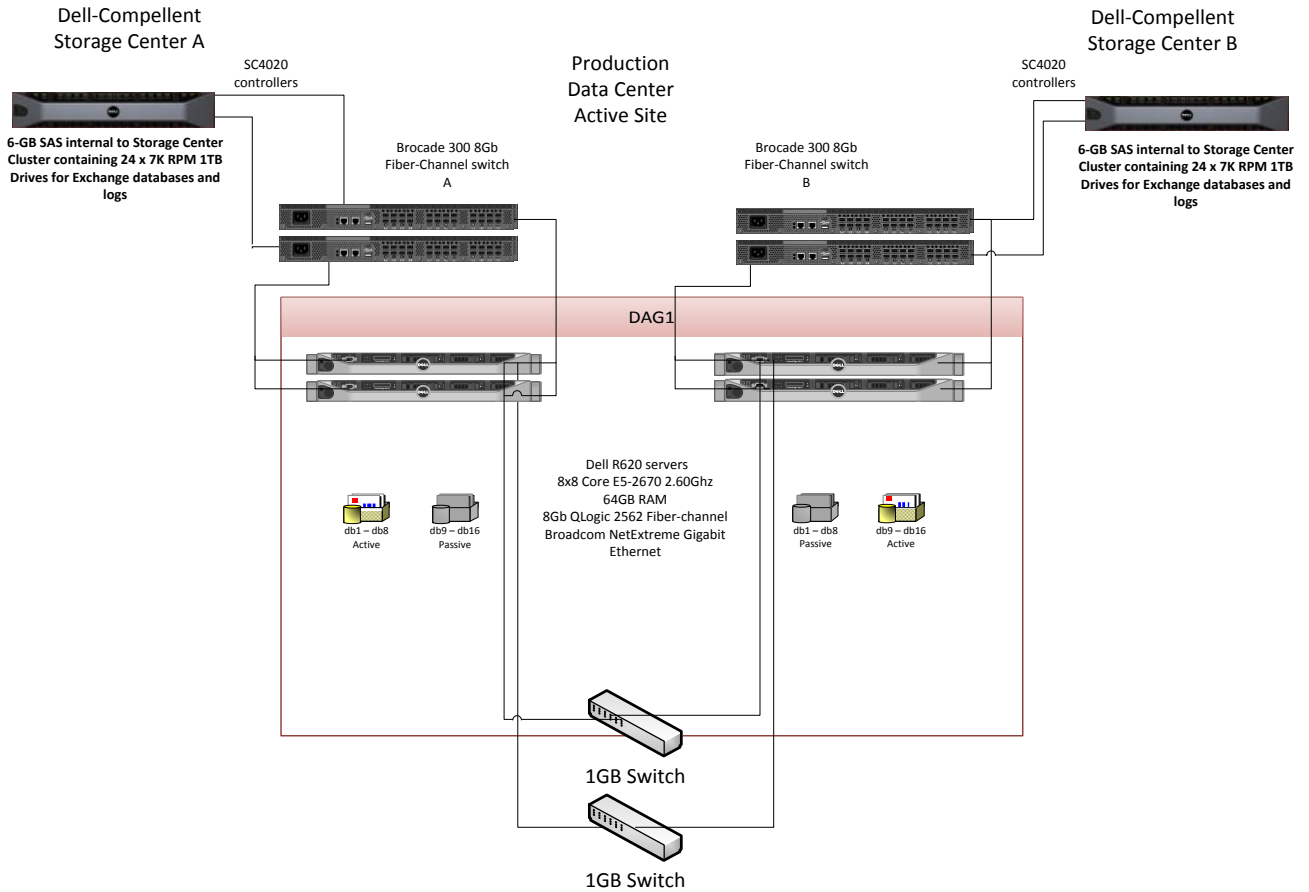 Dell-Compellent
Storage Center A
SC4020
controllers
6-GB SAS internal to Storage Center
Cluster containing 24 x 7K RPM 1TB
Drives for Exchange databases and
logs
Production
Data Center
Active Site
Dell-Compellent
Storage Center B
SC4020
controllers
6-GB SAS internal to Storage Center
Cluster containing 24 x 7K RPM 1TB
Drives for Exchange databases and
logs
Brocade 300 8Gb
Fiber-Channel switch
A
Brocade 300 8Gb
Fiber-Channel switch
B
DAG1
Dell R620 servers
8x8 Core E5-2670 2.60Ghz
64GB RAM
8Gb QLogic 2562 Fiber-channel
Broadcom NetExtreme Gigabit
Ethernet
db1 – db8
Active
db9 – db16
Passive
db1 – db8
Passive
db9 – db16
Active
1GB Switch
1GB Switch